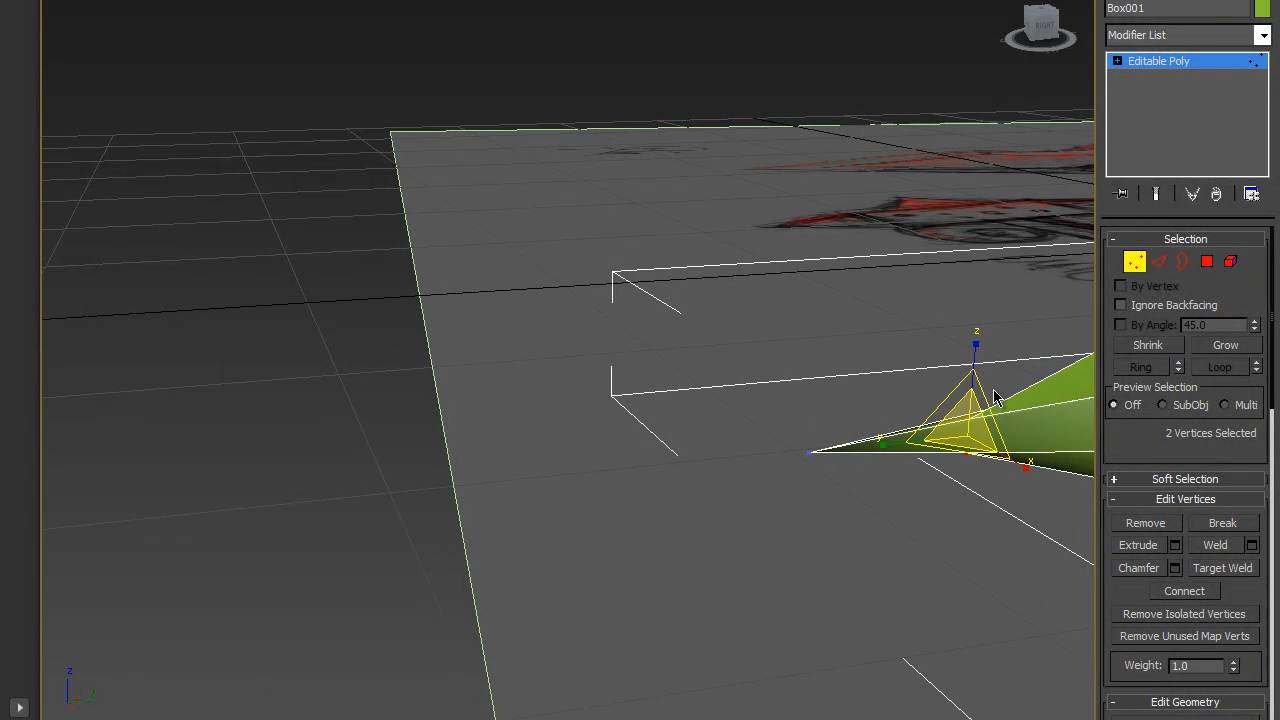 Box001
RIGHT
Modifier List
Editable Poly
Selection
By Vertex
Ignore Backfacing
By Angle: 45.0
Shrink Grow
Ring Loop
Preview Selection
Off SubObj Multi
2 Vertices Selected
Soft Selection
Edit Vertices
Remove Break
Extrude Weld
Chamfer Target Weld
Connect
Remove Isolated Vertices
Remove Unused Map Verts
Weight: 1.0
Edit Geometry
z
y
x
z